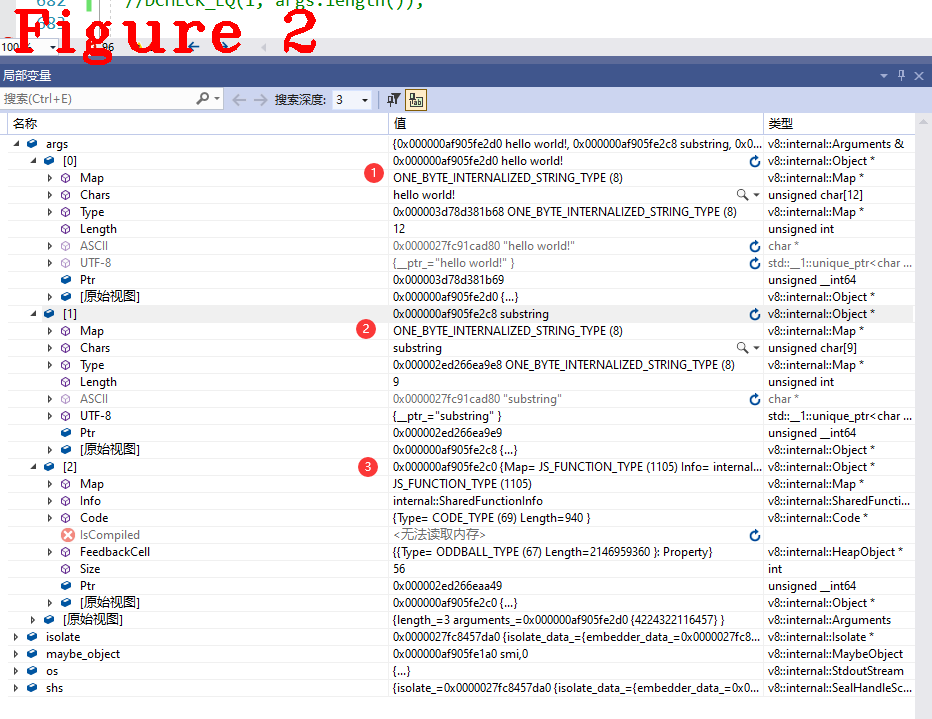 682 //DCHECK_EQ(1, args.length());
683
Figure 2
局部变量
搜索(Ctrl+E) 搜索深度: 3
名称 值 类型
args {0x000000af905fe2d0 hello world!, 0x000000af905fe2c8 substring, 0x0... v8::internal::Arguments &
[0] 0x000000af905fe2d0 hello world! v8::internal::Object *
1
Map ONE_BYTE_INTERNALIZED_STRING_TYPE (8) v8::internal::Map *
Chars hello world! unsigned char[12]
Type 0x000003d78d381b68 ONE_BYTE_INTERNALIZED_STRING_TYPE (8) v8::internal::Map *
Length 12 unsigned int
ASCII 0x0000027fc91cad80 "hello world!" char *
UTF-8 {__ptr_="hello world!" } std::__1::unique_ptr<char ...
Ptr 0x000003d78d381b69 unsigned __int64
[原始视图] 0x000000af905fe2d0 {...} v8::internal::Object *
[1] 0x000000af905fe2c8 substring v8::internal::Object *
2
Map ONE_BYTE_INTERNALIZED_STRING_TYPE (8) v8::internal::Map *
Chars substring unsigned char[9]
Type 0x000002ed266ea9e8 ONE_BYTE_INTERNALIZED_STRING_TYPE (8) v8::internal::Map *
Length 9 unsigned int
ASCII 0x0000027fc91cad80 "substring" char *
UTF-8 {__ptr_="substring" } std::__1::unique_ptr<char ...
Ptr 0x000002ed266ea9e9 unsigned __int64
[原始视图] 0x000000af905fe2c8 {...} v8::internal::Object *
[2] 3 0x000000af905fe2c0 {Map= JS_FUNCTION_TYPE (1105) Info= internal... v8::internal::Object *
Map JS_FUNCTION_TYPE (1105) v8::internal::Map *
Info internal::SharedFunctionInfo v8::internal::SharedFuncti...
Code {Type= CODE_TYPE (69) Length=940 } v8::internal::Code *
IsCompiled <无法读取内存>
FeedbackCell {{Type= ODDBALL_TYPE (67) Length=2146959360 }: Property} v8::internal::HeapObject *
Size 56 int
Ptr 0x000002ed266eaa49 unsigned __int64
[原始视图] 0x000000af905fe2c0 {...} v8::internal::Object *
[原始视图] {length_=3 arguments_=0x000000af905fe2d0 {4224322116457} } v8::internal::Arguments
isolate 0x0000027fc8457da0 {isolate_data_={embedder_data_=0x0000027fc8... v8::internal::Isolate *
maybe_object 0x000000af905fe1a0 smi,0 v8::internal::MaybeObject
os {...} v8::internal::StdoutStream
shs {isolate_=0x0000027fc8457da0 {isolate_data_={embedder_data_=0x0... v8::internal::SealHandleSc...